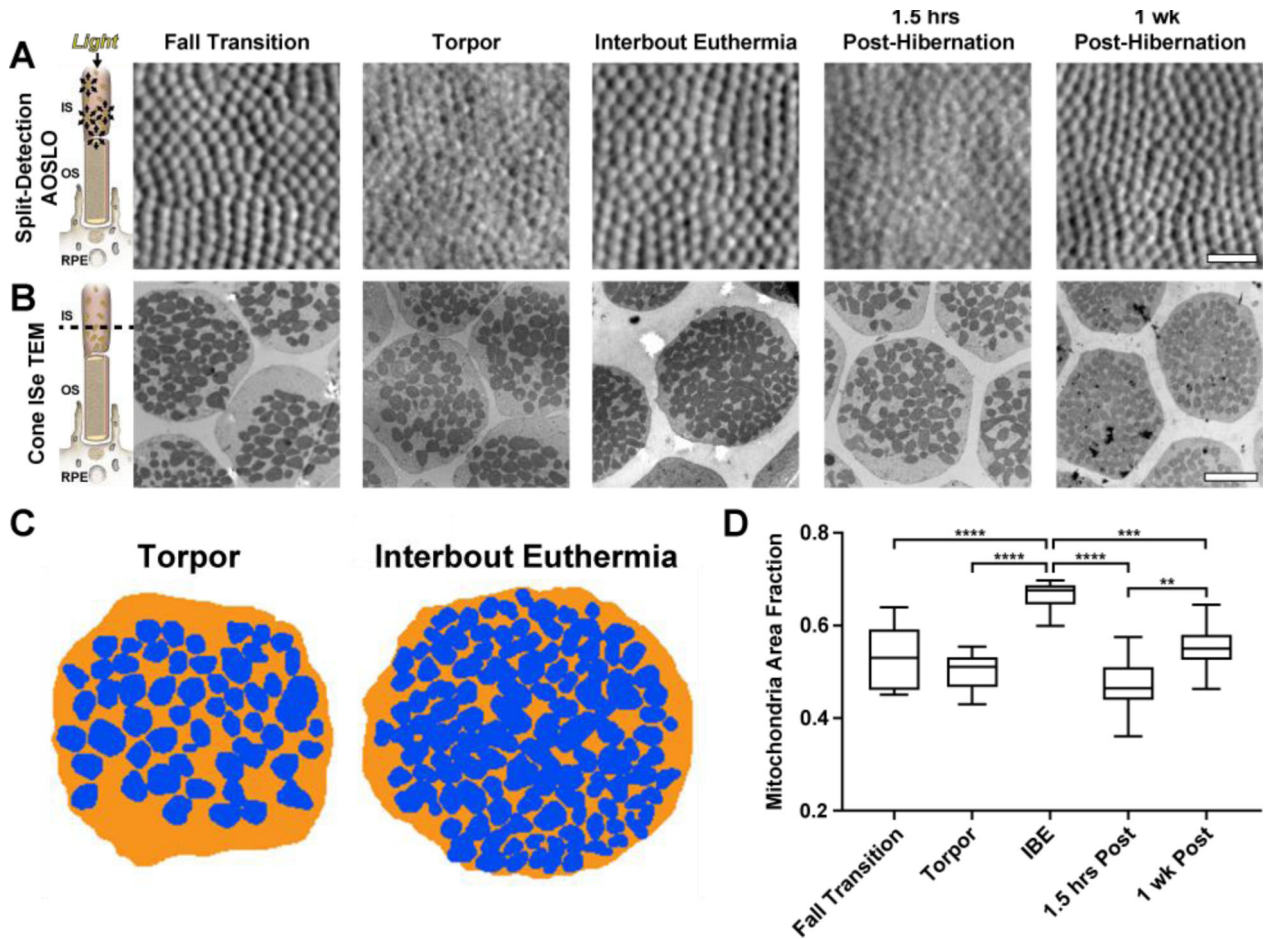 A
Light
Fall Transition
Torpor
Interbout Euthermia
1.5 hrs
Post-Hibernation
1 wk
Post-Hibernation
Split-Detection
AOSLO
IS
OS
RPE
B
Cone ISe TEM
IS
OS
RPE
C
Torpor
Interbout Euthermia
D
Mitochondria Area Fraction
0.8
0.6
0.4
0.2
****
***
****
****
**
Fall Transition
Torpor
IBE
1.5 hrs Post
1 wk Post